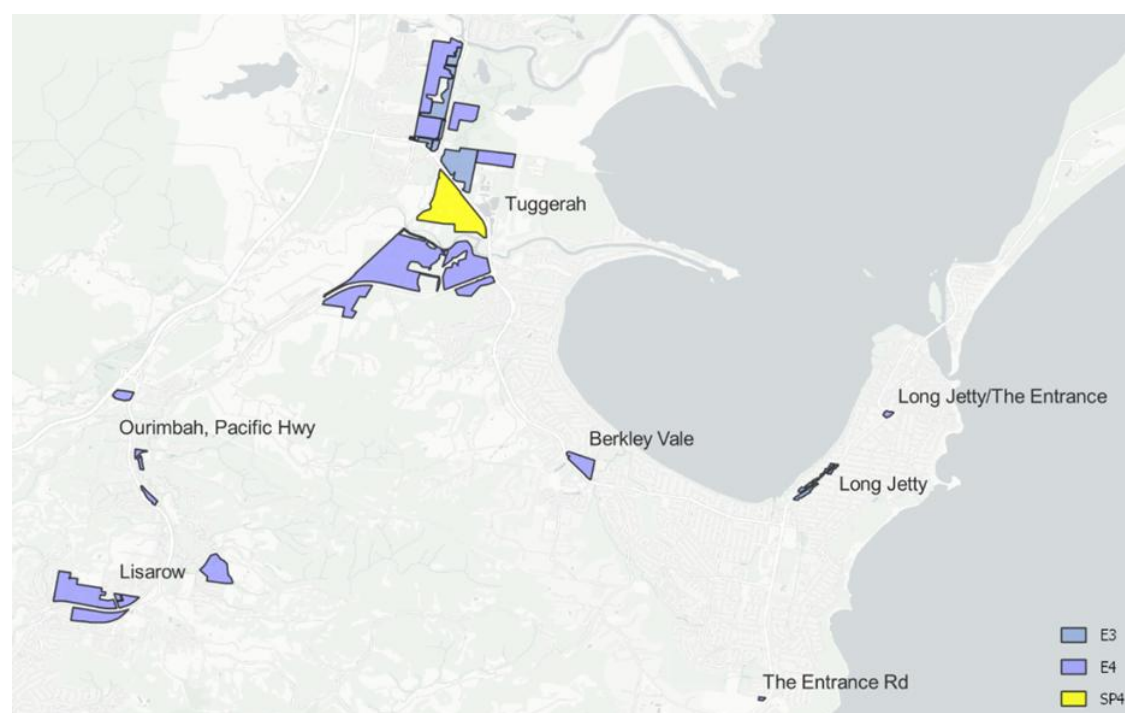 Tuggerah
Long Jetty/The Entrance
Ourimbah, Pacific Hwy
Berkley Vale
Long Jetty
Lisarow
E3
E4
The Entrance Rd
SP4